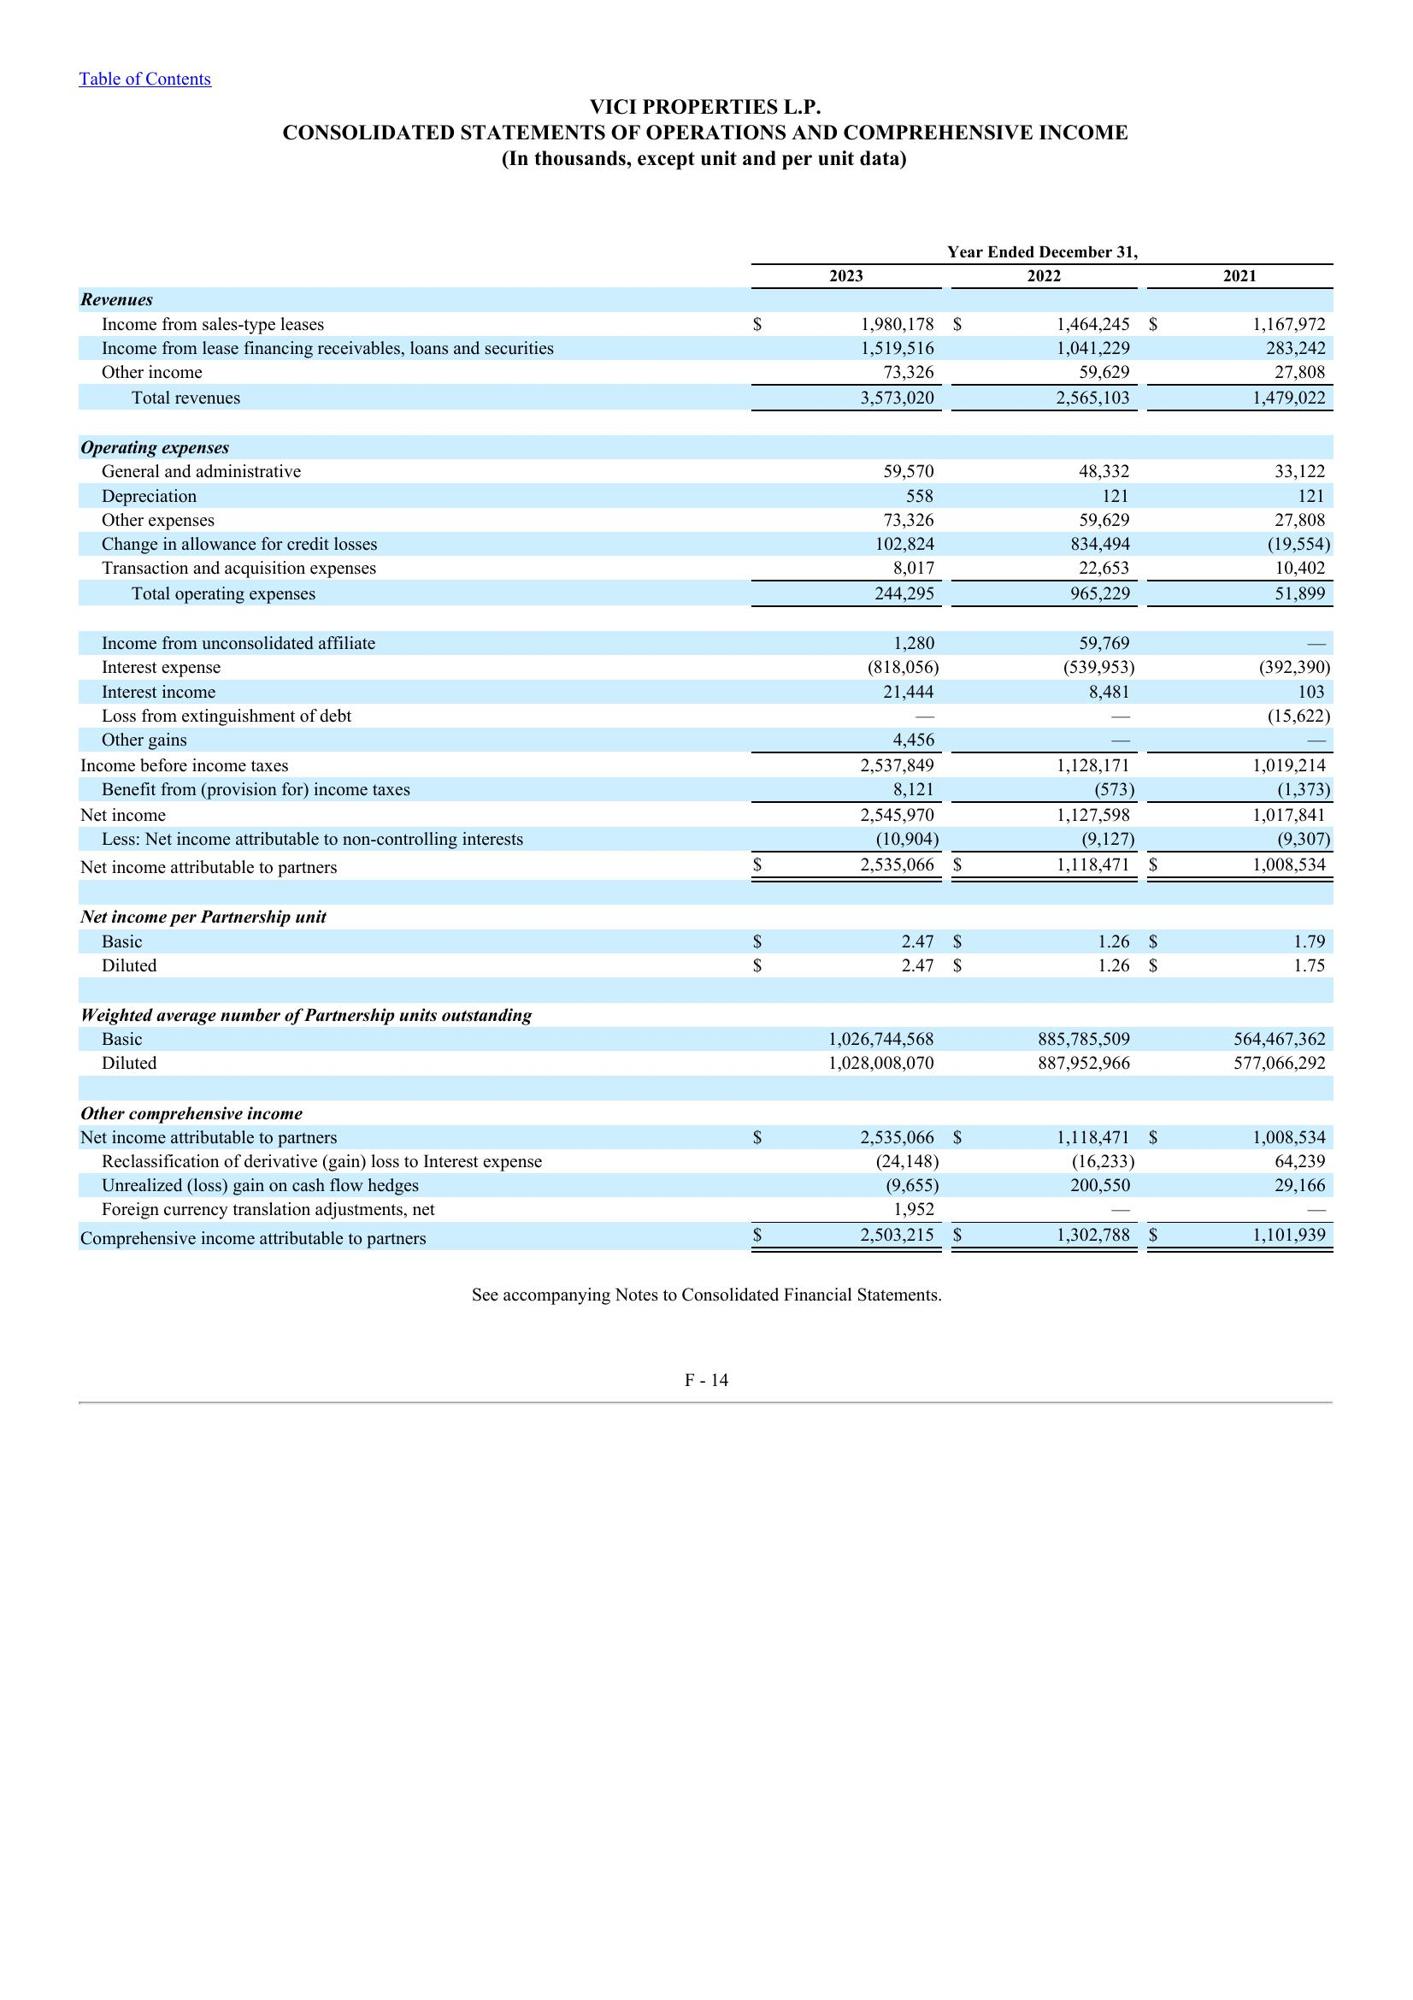 Table of Contents
VICI PROPERTIES L.P.
CONSOLIDATED STATEMENTS OF OPERATIONS AND COMPREHENSIVE INCOME
(In thousands, except unit and per unit data)
Year Ended December 31,
2023 2022 2021
Revenues
Income from sales-type leases $ 1,980,178 $ 1,464,245 $ 1,167,972
Income from lease financing receivables, loans and securities 1,519,516 1,041,229 283,242
Other income 73,326 59,629 27,808
Total revenues 3,573,020 2,565,103 1,479,022
Operating expenses
General and administrative 59,570 48,332 33,122
Depreciation 558 121 121
Other expenses 73,326 59,629 27,808
Change in allowance for credit losses 102,824 834,494 (19,554)
Transaction and acquisition expenses 8,017 22,653 10,402
Total operating expenses 244,295 965,229 51,899
Income from unconsolidated affiliate 1,280 59,769 —
Interest expense (818,056) (539,953) (392,390)
Interest income 21,444 8,481 103
Loss from extinguishment of debt — — (15,622)
Other gains 4,456 — —
Income before income taxes 2,537,849 1,128,171 1,019,214
Benefit from (provision for) income taxes 8,121 (573) (1,373)
Net income 2,545,970 1,127,598 1,017,841
Less: Net income attributable to non-controlling interests (10,904) (9,127) (9,307)
Net income attributable to partners $ 2,535,066 $ 1,118,471 $ 1,008,534
Net income per Partnership unit
Basic $ 2.47 $ 1.26 $ 1.79
Diluted $ 2.47 $ 1.26 $ 1.75
Weighted average number of Partnership units outstanding
Basic 1,026,744,568 885,785,509 564,467,362
Diluted 1,028,008,070 887,952,966 577,066,292
Other comprehensive income
Net income attributable to partners $ 2,535,066 $ 1,118,471 $ 1,008,534
Reclassification of derivative (gain) loss to Interest expense (24,148) (16,233) 64,239
Unrealized (loss) gain on cash flow hedges (9,655) 200,550 29,166
Foreign currency translation adjustments, net 1,952 — —
Comprehensive income attributable to partners $ 2,503,215 $ 1,302,788 $ 1,101,939
See accompanying Notes to Consolidated Financial Statements.
F - 14